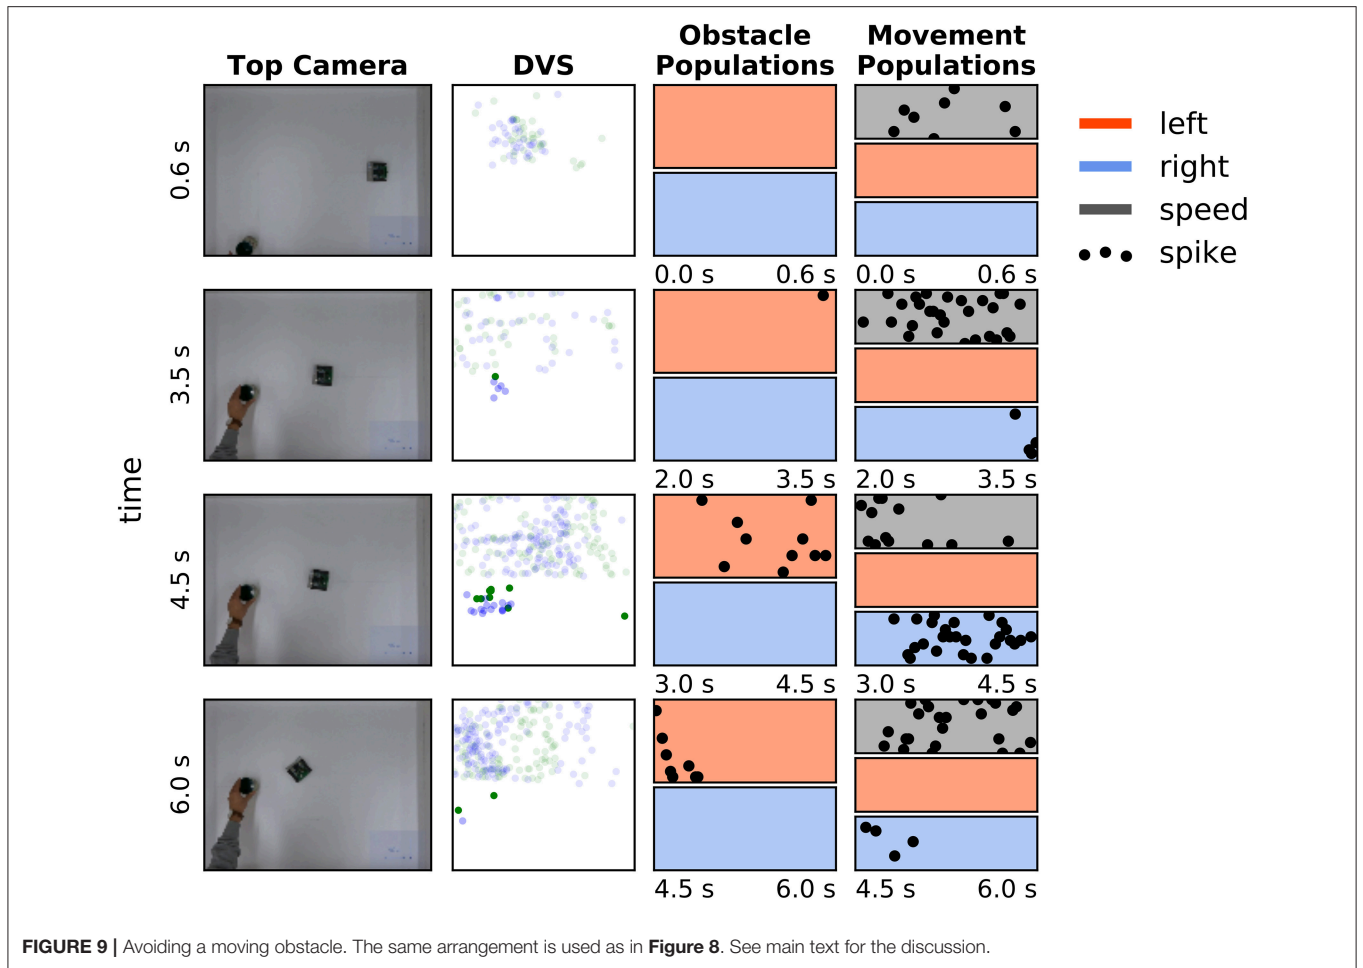 Top Camera
DVS
Obstacle
Populations
Movement
Populations
left
right
speed
spike
time
0.6 s
0.0 s 0.6 s
0.0 s 0.6 s
3.5 s
2.0 s 3.5 s
2.0 s 3.5 s
4.5 s
3.0 s 4.5 s
3.0 s 4.5 s
6.0 s
4.5 s 6.0 s
4.5 s 6.0 s
FIGURE 9 | Avoiding a moving obstacle. The same arrangement is used as in Figure 8. See main text for the discussion.